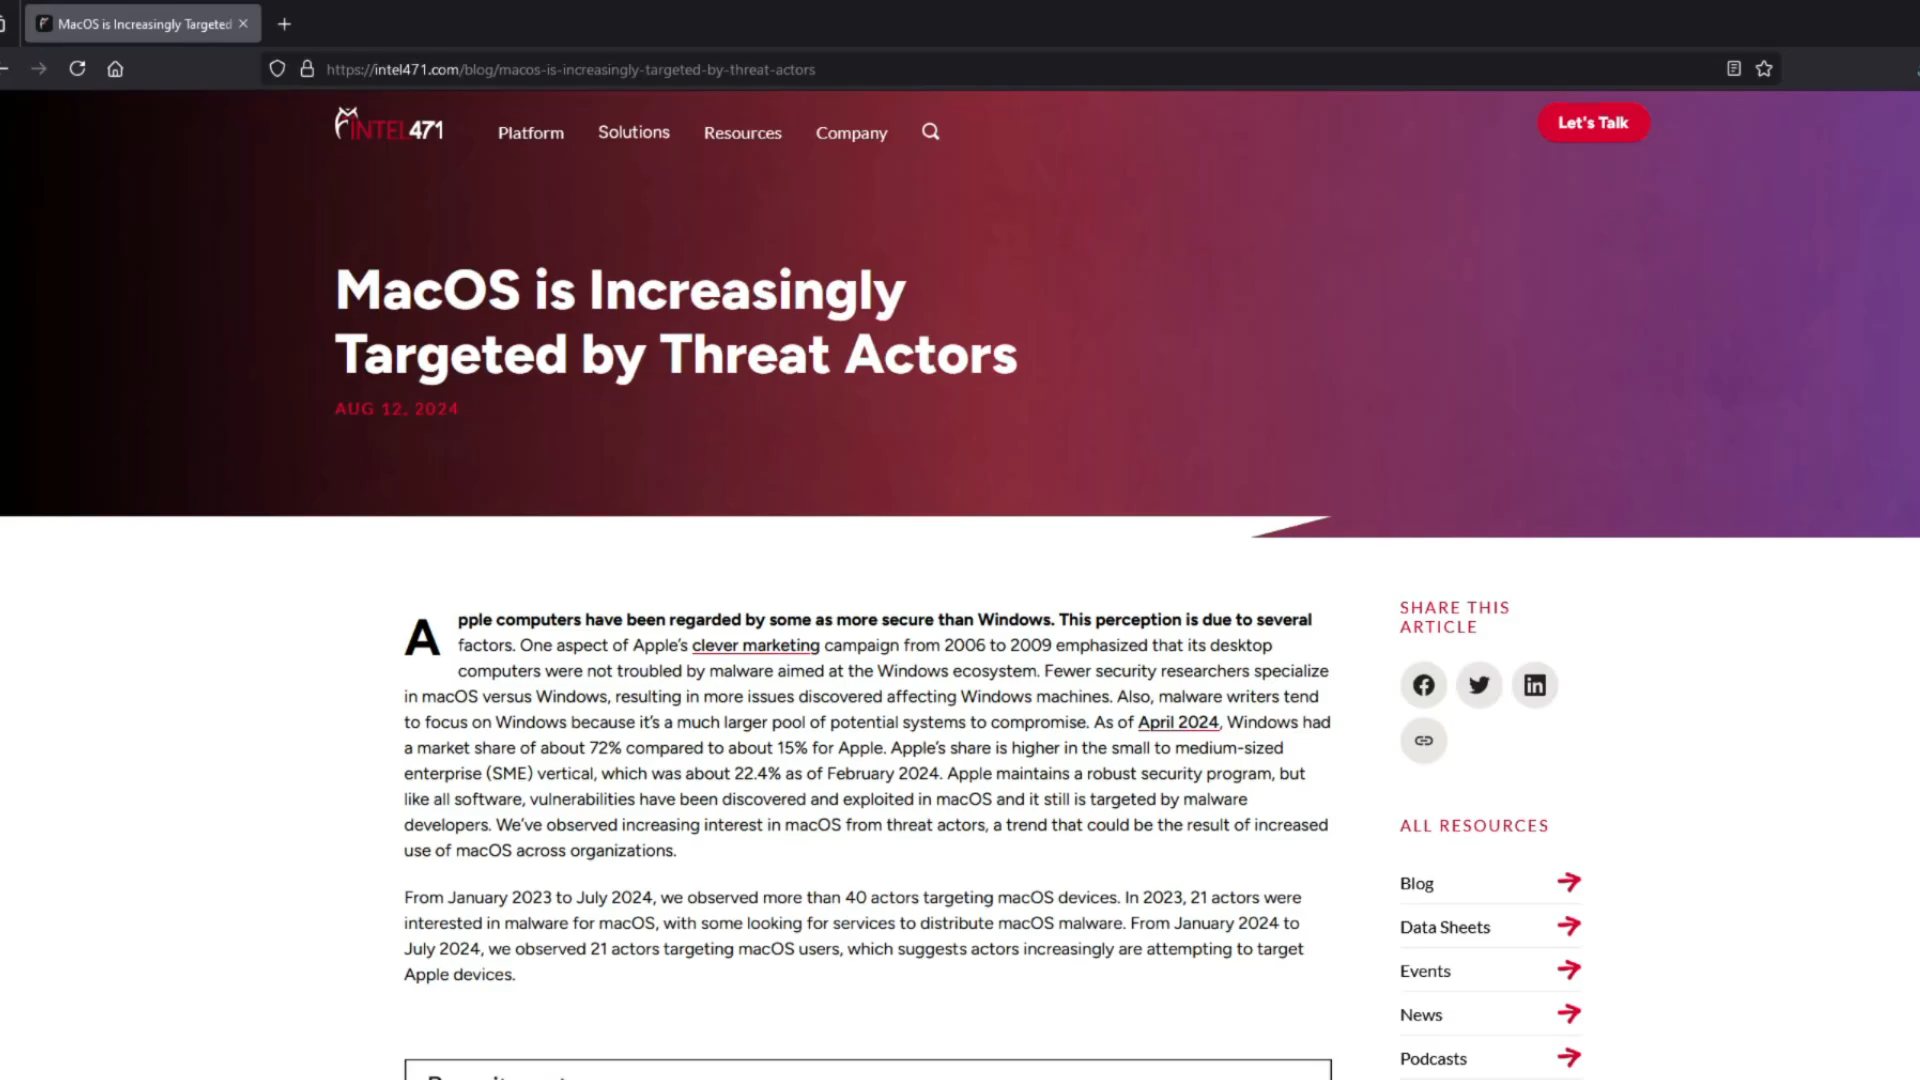 MacOS is Increasingly Targeted
https://intel471.com/blog/macos-is-increasingly-targeted-by-threat-actors
INTEL471
Platform
Solutions
Resources
Company
Let's Talk
MacOS is Increasingly
Targeted by Threat Actors
AUG 12, 2024
Apple computers have been regarded by some as more secure than Windows. This perception is due to several
factors. One aspect of Apple’s clever marketing campaign from 2006 to 2009 emphasized that its desktop
computers were not troubled by malware aimed at the Windows ecosystem. Fewer security researchers specialize
in macOS versus Windows, resulting in more issues discovered affecting Windows machines. Also, malware writers tend
to focus on Windows because it’s a much larger pool of potential systems to compromise. As of April 2024, Windows had
a market share of about 72% compared to about 15% for Apple. Apple’s share is higher in the small to medium-sized
enterprise (SME) vertical, which was about 22.4% as of February 2024. Apple maintains a robust security program, but
like all software, vulnerabilities have been discovered and exploited in macOS and it still is targeted by malware
developers. We’ve observed increasing interest in macOS from threat actors, a trend that could be the result of increased
use of macOS across organizations.
From January 2023 to July 2024, we observed more than 40 actors targeting macOS devices. In 2023, 21 actors were
interested in malware for macOS, with some looking for services to distribute macOS malware. From January 2024 to
July 2024, we observed 21 actors targeting macOS users, which suggests actors increasingly are attempting to target
Apple devices.
SHARE THIS
ARTICLE
ALL RESOURCES
Blog
Data Sheets
Events
News
Podcasts